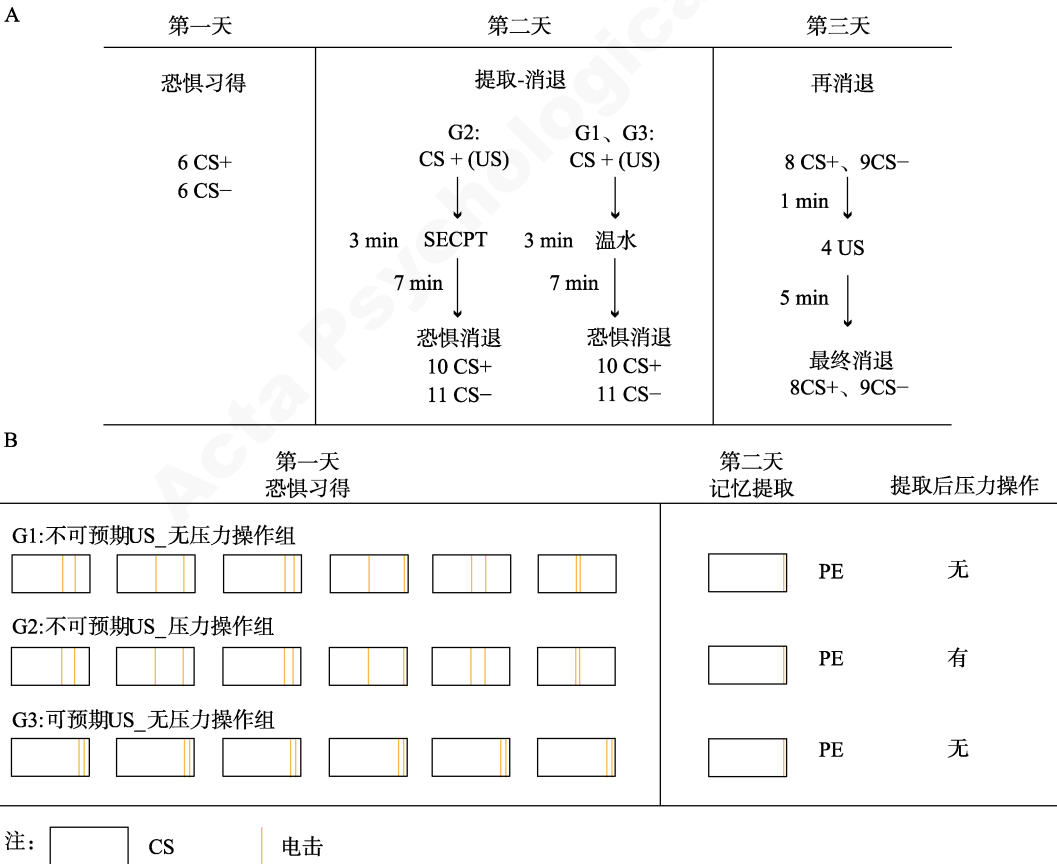 A
第一天 第二天 第三天
恐惧习得 提取-消退 再消退
G2: G1、G3:
6 CS+ CS + (US) CS + (US) 8 CS+、9CS−
6 CS−
1 min
3 min SECPT 3 min 温水 4 US
7 min 7 min 5 min
恐惧消退 恐惧消退 最终消退
10 CS+ 10 CS+ 8CS+、9CS−
11 CS− 11 CS−
B
第一天 第二天
恐惧习得 记忆提取 提取后压力操作
G1:不可预期US_无压力操作组
PE 无
G2:不可预期US_压力操作组
PE 有
G3:可预期US_无压力操作组
PE 无
注: CS 电击
Acta Psychologica